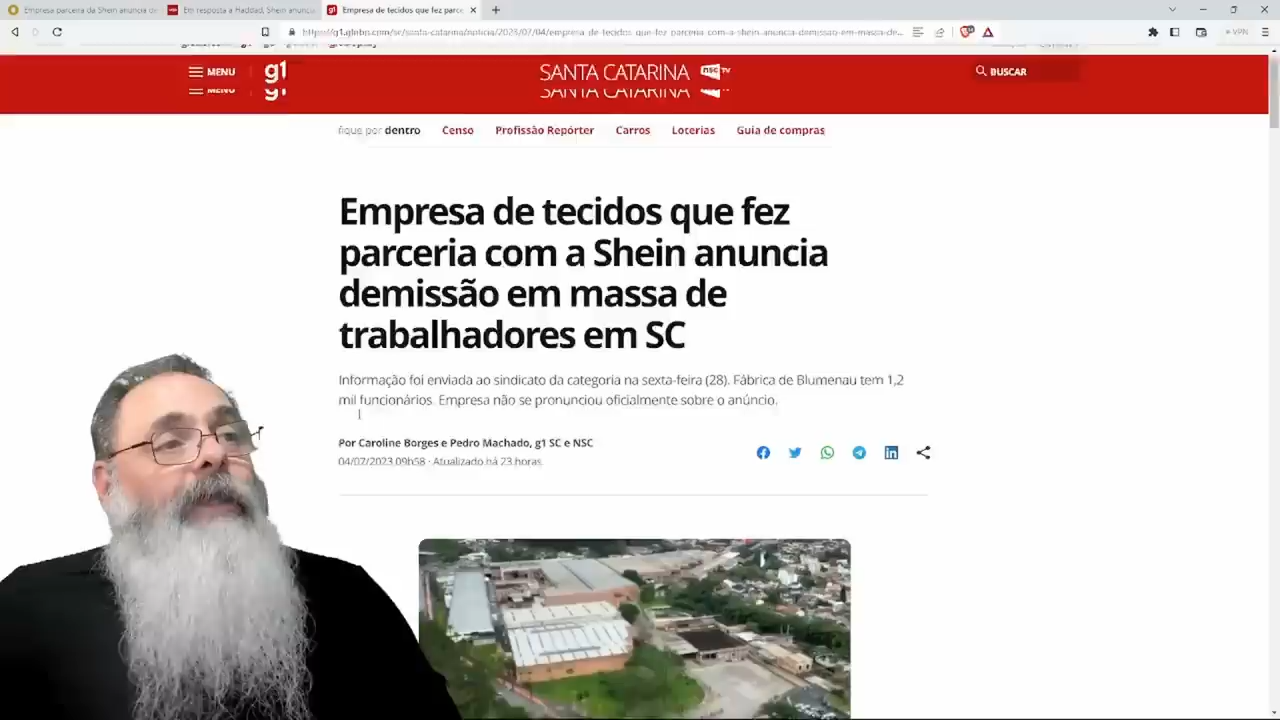 Empresa parceira da Shein anuncia de
Em resposta a Haddad, Shein anunci
g1 Empresa de tecidos que fez parce
https://g1.globo.com/sc/santa-catarina/noticia/2023/07/04/empresa-de-tecidos-que-fez-parceria-com-a-shein-anuncia-demissao-em-massa-de...
VPN
MENU g1 SANTA CATARINA nsc TV BUSCAR
MENU SANTA CATARINA
fique por dentro Censo Profissão Repórter Carros Loterias Guia de compras
Empresa de tecidos que fez
parceria com a Shein anuncia
demissão em massa de
trabalhadores em SC
Informação foi enviada ao sindicato da categoria na sexta-feira (28). Fábrica de Blumenau tem 1,2
mil funcionários. Empresa não se pronunciou oficialmente sobre o anúncio.
Por Caroline Borges e Pedro Machado, g1 SC e NSC
04/07/2023 09h58 · Atualizado há 23 horas